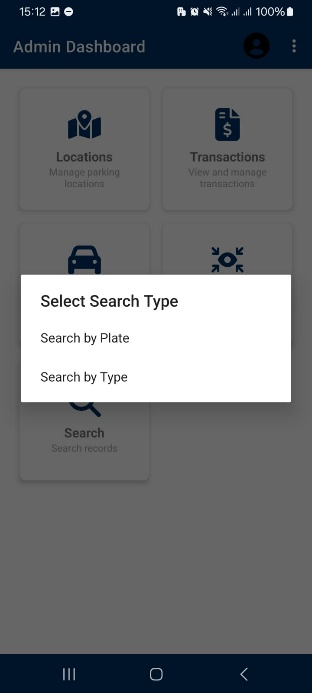 15:12
100%
Admin Dashboard
Locations
Manage parking
locations
Transactions
View and manage
transactions
Select Search Type
Search by Plate
Search by Type
Search
Search records